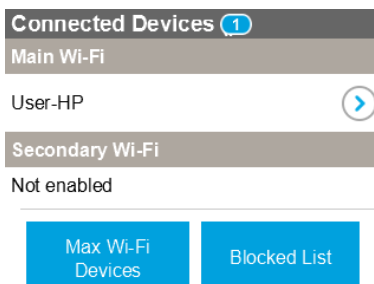 Connected Devices 1
Main Wi-Fi
User-HP
Secondary Wi-Fi
Not enabled
Max Wi-Fi
Devices
Blocked List